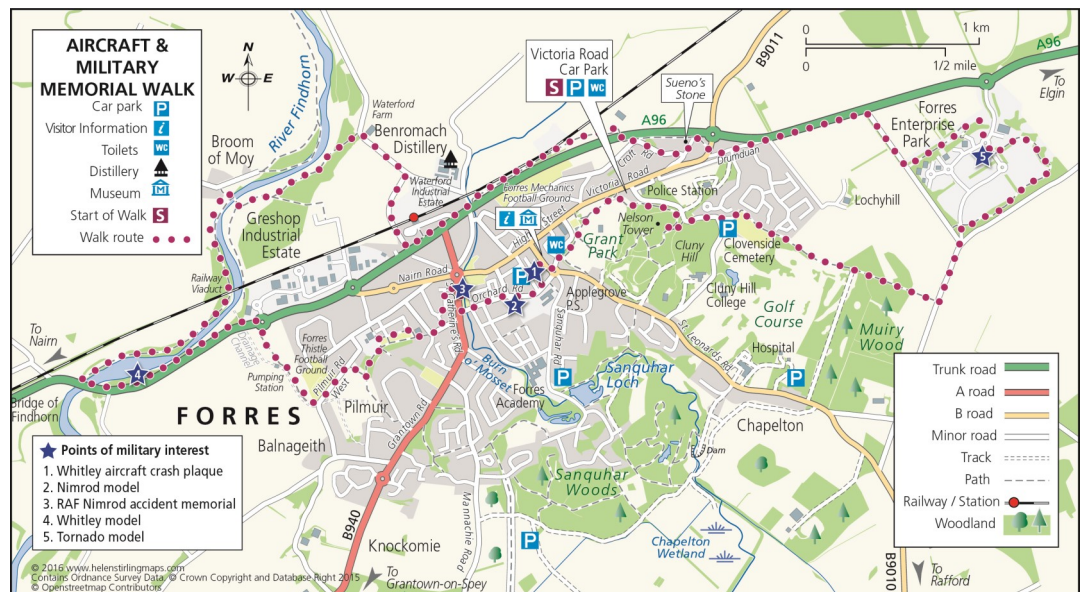 AIRCRAFT &
MILITARY
MEMORIAL WALK
Car park P
Visitor Information i
Toilets WC
Distillery
Museum M
Start of Walk S
Walk route
N
W E
0 1 km
0 1/2 mile
Victoria Road
Car Park
S P WC
Sueno's
Stone
B9011
A96
To
Elgin
Forres
Enterprise
Park
5
River Findhorn
Waterford
Farm
Broom
of Moy
Benromach
Distillery
Waterford
Industrial
Estate
Forres Mechanics
Football Ground
A96
Croft Rd
Drumduan
Victoria Road
Police Station
Lochyhill
High Street
i M
WC
Grant
Park
Nelson
Tower
Cluny
Hill
P
Clovenside
Cemetery
Greshop
Industrial
Estate
Nairn Road
Railway
Viaduct
P 1
3
Orchard Rd
2
Applegrove
P.S.
Cluny Hill
College
Golf
Course
Muiry
Wood
St Leonards Rd
Hospital
P
St Catherine's Rd
Sanquhar Rd
To
Nairn
Drainage
Channel
Forres
Thistle
Football
Ground
Pumping
Station
4
Bridge of
Findhorn
Pilmuir Rd
West
Pilmuir
FORRES
Balnageith
Grantown Rd
Burn
of Mosset
Forres
Academy
P
Sanquhar
Loch
Chapelton
Dam
Sanquhar
Woods
Chapelton
Wetland
Mannachie Road
P
B940
Knockomie
To
Grantown-on-Spey
B9010
To
Rafford
Points of military interest
1. Whitley aircraft crash plaque
2. Nimrod model
3. RAF Nimrod accident memorial
4. Whitley model
5. Tornado model
Trunk road
A road
B road
Minor road
Track
Path
Railway / Station
Woodland
© 2016 www.helenstirlingmaps.com
Contains Ordnance Survey Data. © Crown Copyright and Database Right 2015
© Openstreetmap Contributors